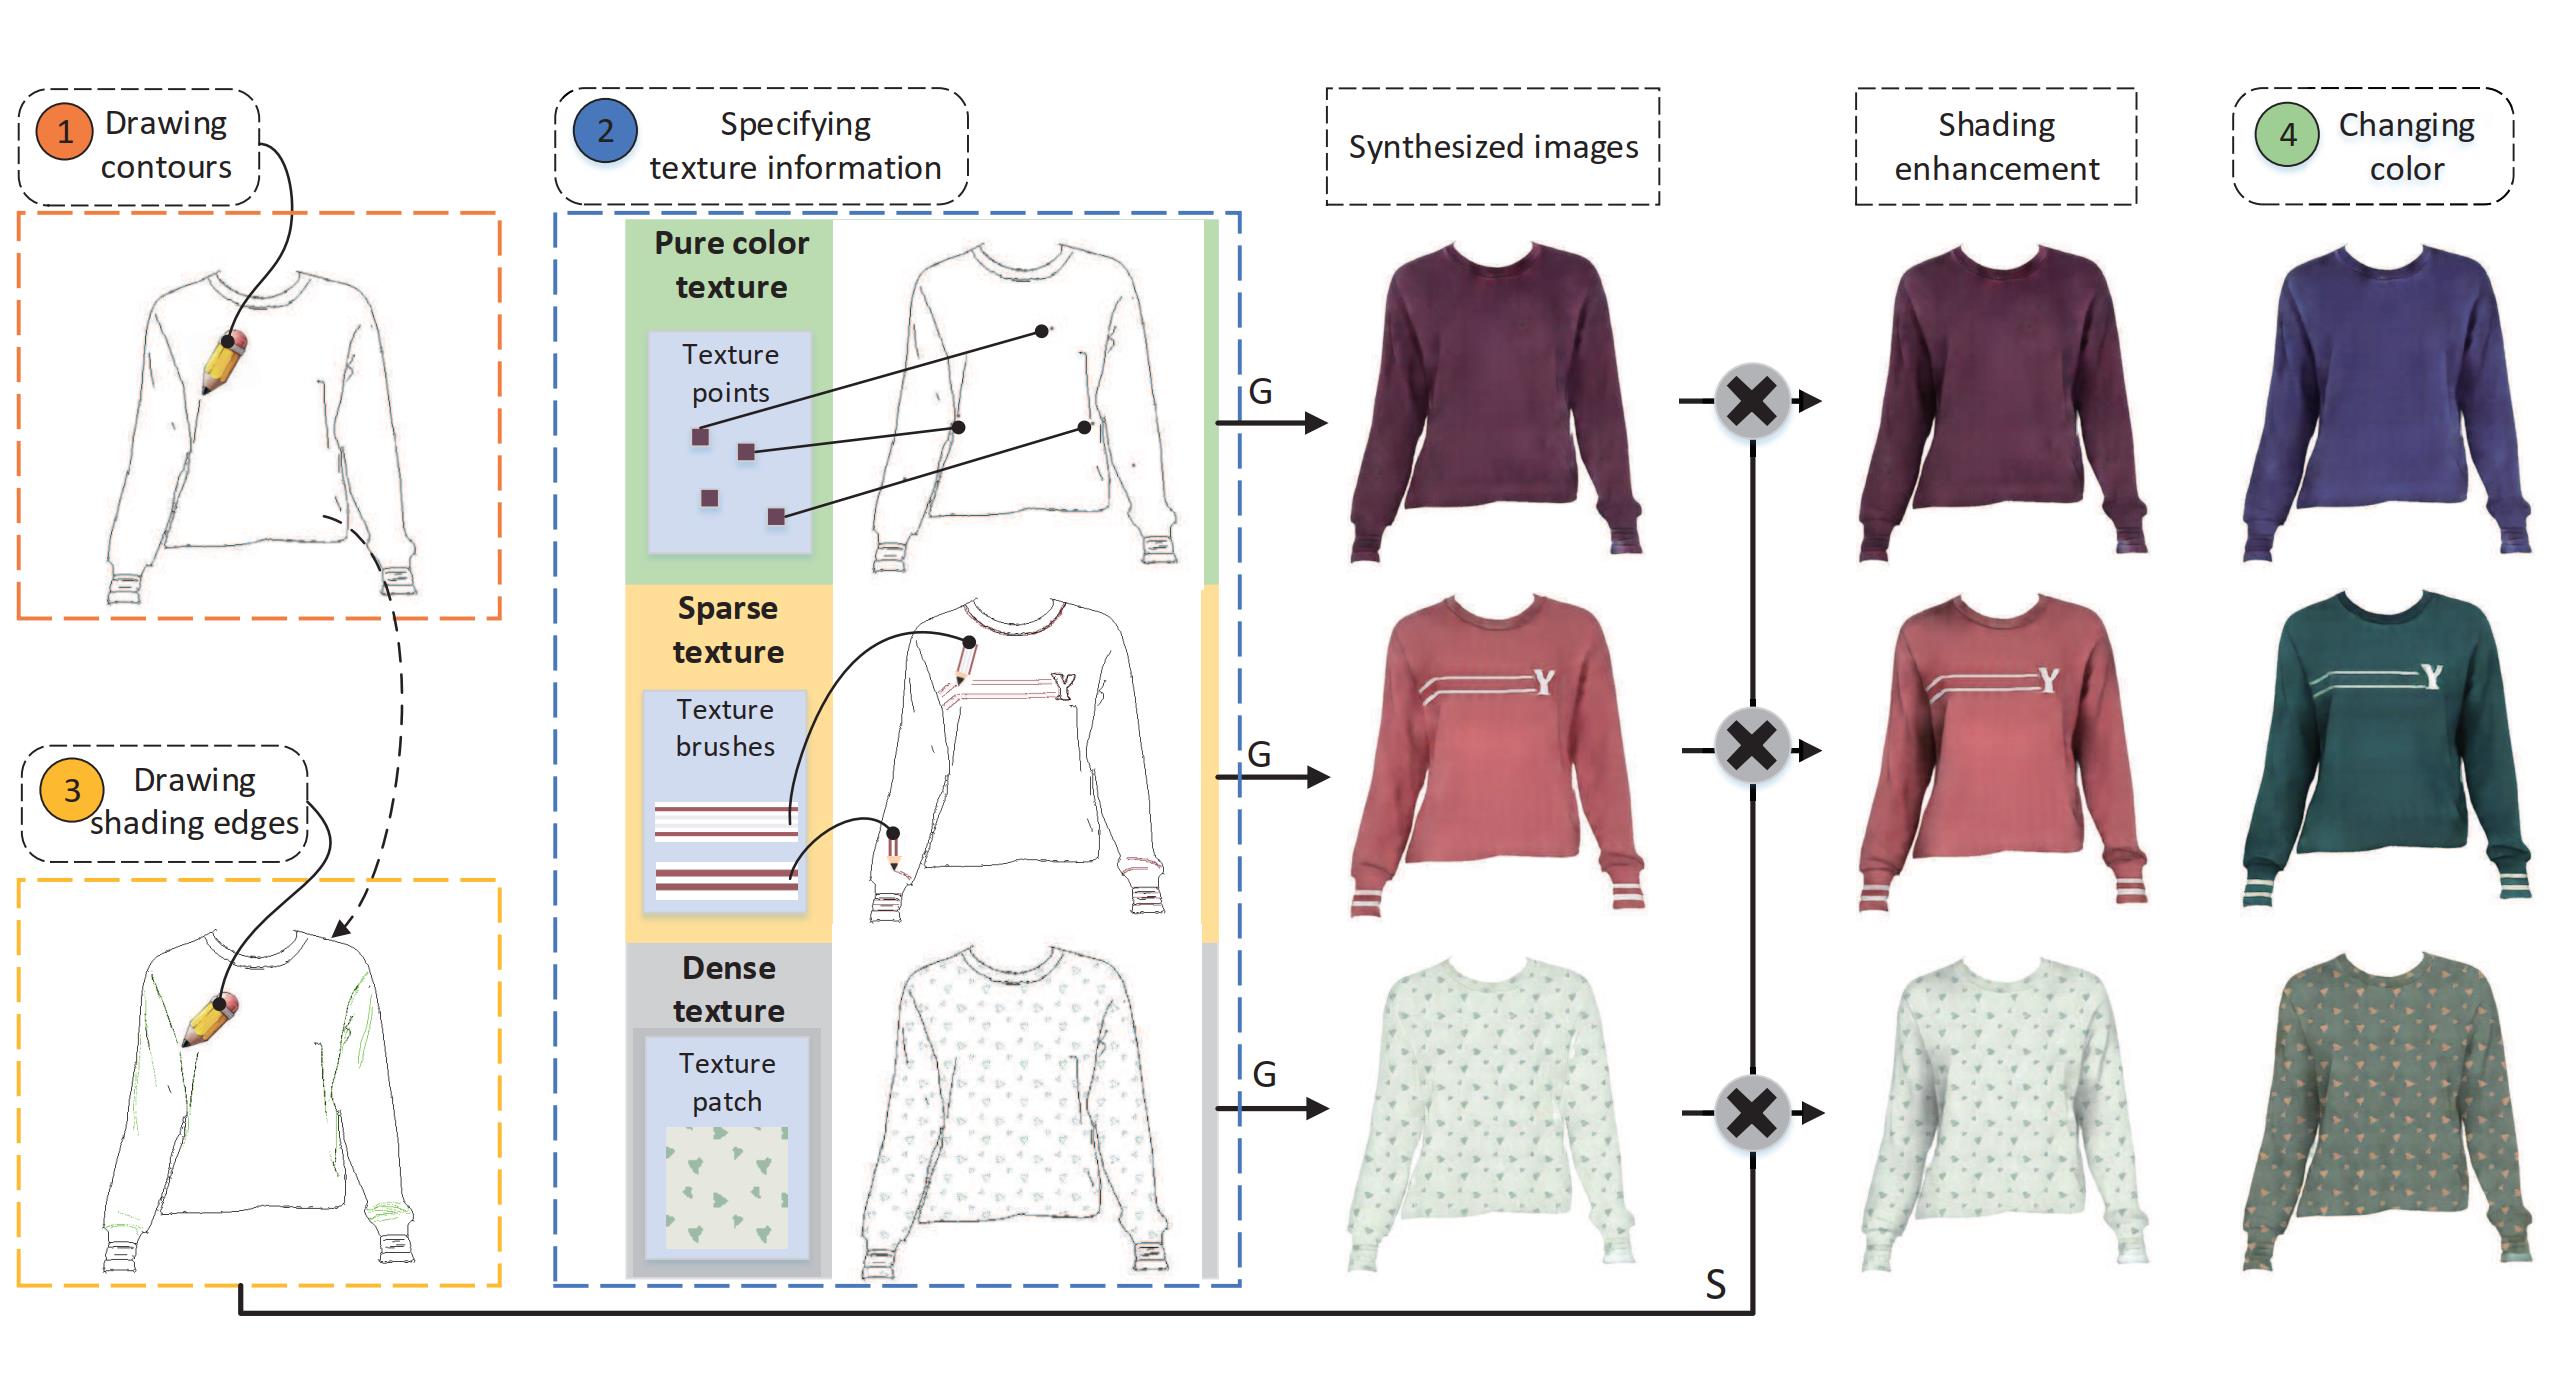 1
Drawing
contours
2
Specifying
texture information
Synthesized images
Shading
enhancement
4
Changing
color
Pure color
texture
Texture
points
G
Sparse
texture
Texture
brushes
Y
G
Y
Y
Y
3
Drawing
shading edges
Dense
texture
Texture
patch
G
S